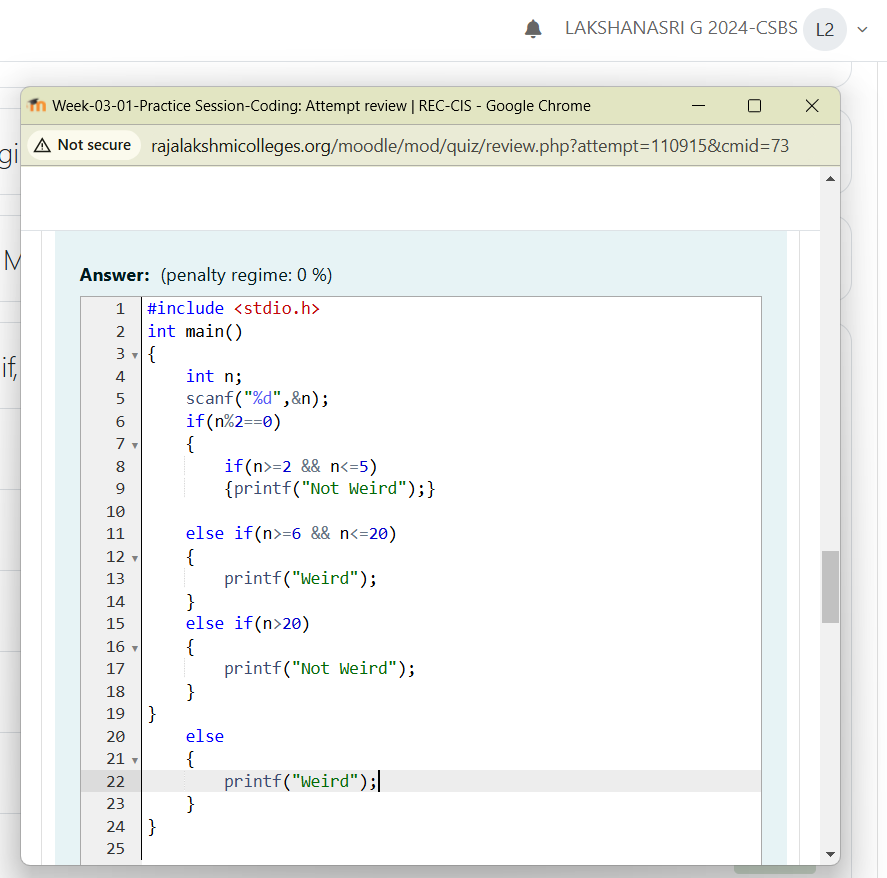 LAKSHANASRI G 2024-CSBS L2
Week-03-01-Practice Session-Coding: Attempt review | REC-CIS - Google Chrome
Not secure rajalakshmicolleges.org/moodle/mod/quiz/review.php?attempt=110915&cmid=73
gi
M
if,
Answer: (penalty regime: 0 %)
1 #include <stdio.h>
2 int main()
3 {
4     int n;
5     scanf("%d",&n);
6     if(n%2==0)
7     {
8         if(n>=2 && n<=5)
9         {printf("Not Weird");}
10
11     else if(n>=6 && n<=20)
12     {
13         printf("Weird");
14     }
15     else if(n>20)
16     {
17         printf("Not Weird");
18     }
19 }
20     else
21     {
22         printf("Weird");
23     }
24 }
25